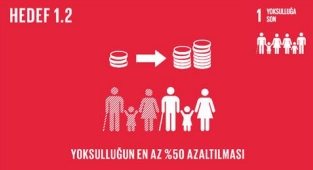 HEDEF 1.2
1 YOKSULLUĞA
SON
YOKSULLUĞUN EN AZ %50 AZALTILMASI